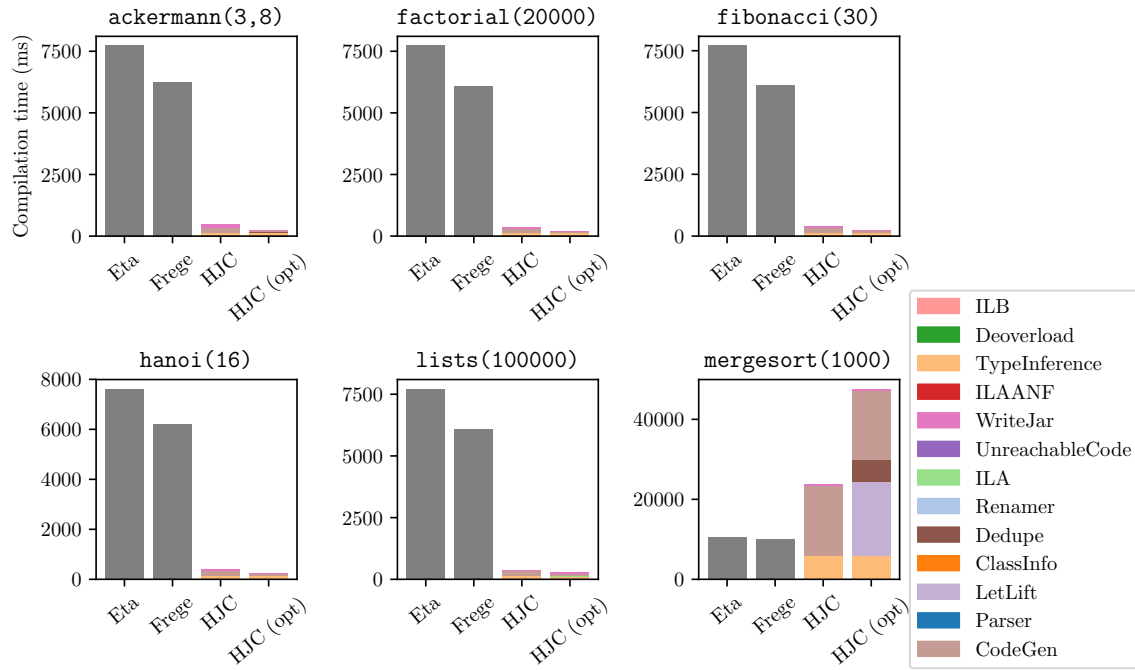 ackermann(3,8)
factorial(20000)
fibonacci(30)
Compilation time (ms)
7500
5000
2500
0
Eta
Frege
HJC
HJC (opt)
7500
5000
2500
0
Eta
Frege
HJC
HJC (opt)
7500
5000
2500
0
Eta
Frege
HJC
HJC (opt)
hanoi(16)
lists(100000)
mergesort(1000)
8000
6000
4000
2000
0
Eta
Frege
HJC
HJC (opt)
7500
5000
2500
0
Eta
Frege
HJC
HJC (opt)
40000
20000
0
Eta
Frege
HJC
HJC (opt)
ILB
Deoverload
TypeInference
ILAANF
WriteJar
UnreachableCode
ILA
Renamer
Dedupe
ClassInfo
LetLift
Parser
CodeGen